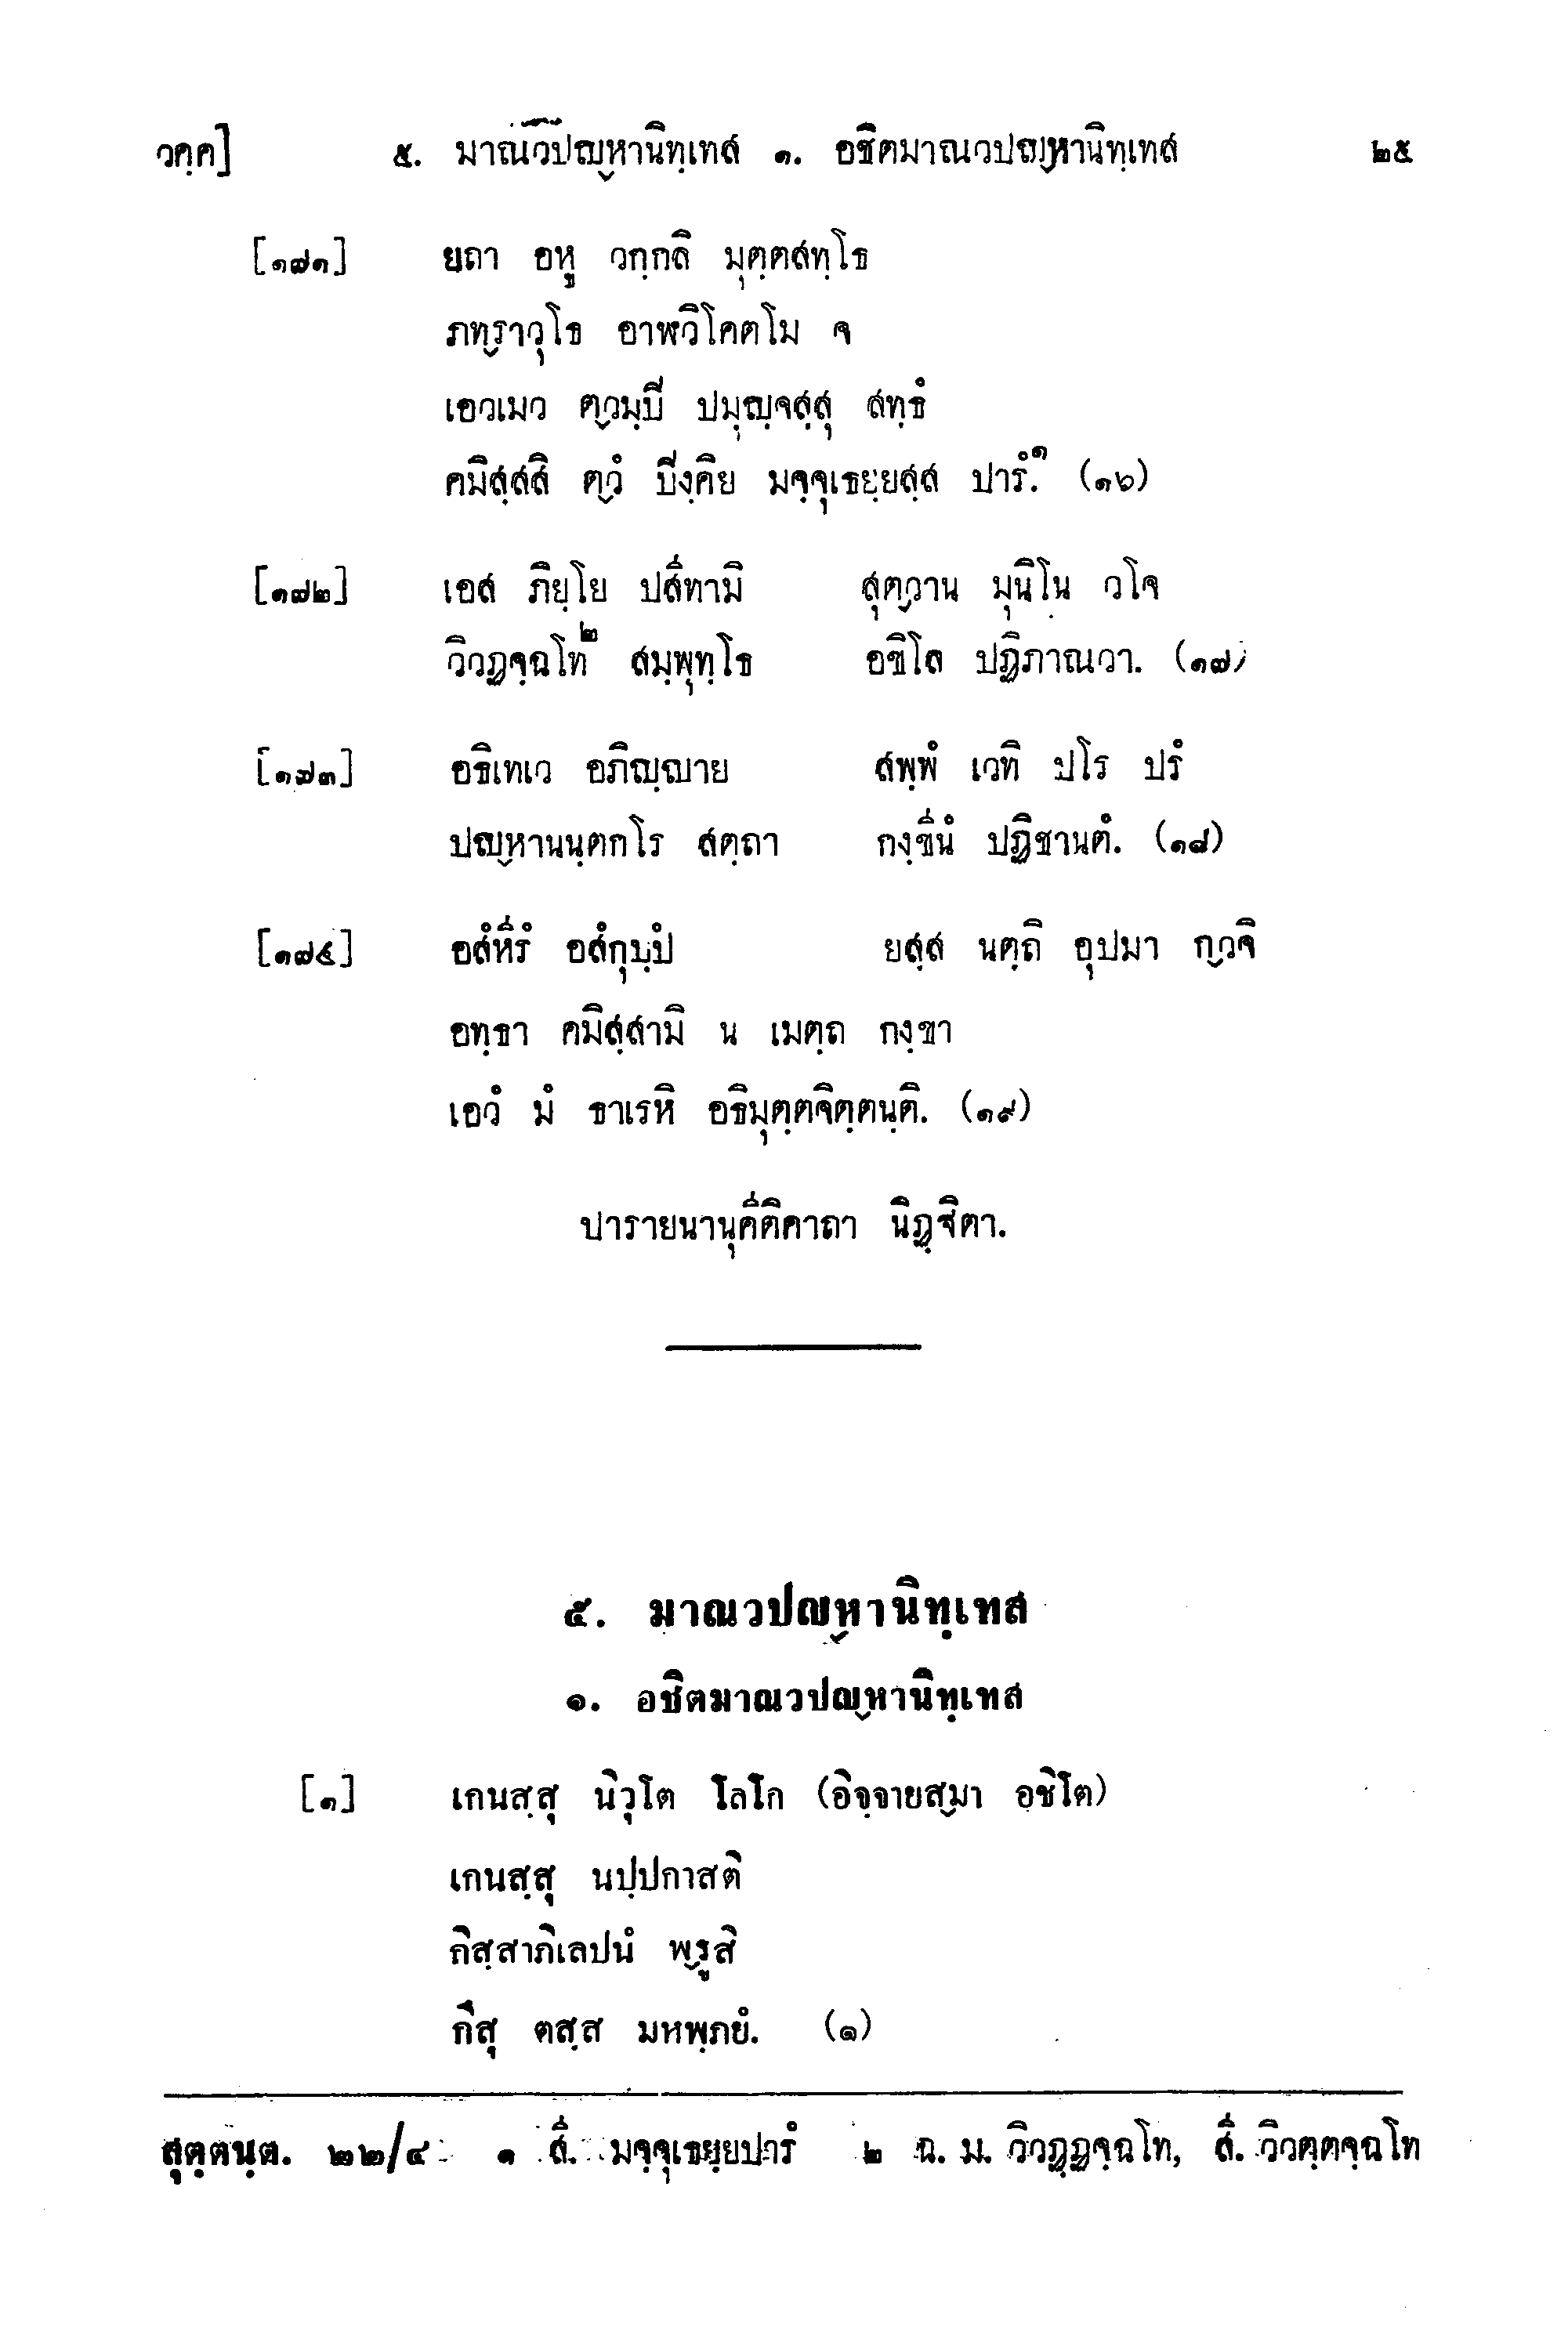 วคฺค] ๕. มาณวปญฺหานิทฺเทส ๑. อชิตมาณวปญฺหานิทฺเทส ๒๕
[๑๗๑] ยถา อหู วกฺกลิ มุตฺตสทฺโธ
ภทฺราวุโธ อาฬวิโคตโม จ
เอวเมว ตฺวมฺปิ ปมุญฺจสฺสุ สทฺธํ
คมิสฺสสิ ตฺวํ ปิงฺคิย มจฺจุเธยฺยสฺส ปารํ.๑ (๑๖)
[๑๗๒] เอส ภิยฺโย ปสีทามิ สุตฺวาน มุนิโน วโจ
วิวฏจฺฉโท๒ สมฺพุทฺโธ อขิโล ปฏิภาณวา. (๑๗)
[๑๗๓] อธิเทเว อภิญฺญาย สพฺพํ เวทิ ปโร ปรํ
ปญฺหานนฺตกโร สตฺถา กงฺขีนํ ปฏิชานตํ. (๑๘)
[๑๗๔] อสํหีรํ อสํกุปฺปํ ยสฺส นตฺถิ อุปมา กฺวจิ
อทฺธา คมิสฺสามิ น เมตฺถ กงฺขา
เอวํ มํ ธาเรหิ อธิมุตฺตจิตฺตนฺติ. (๑๙)
ปารายนานุคีติคาถา นิฏฺฐิตา.
๕. มาณวปญฺหานิทฺเทส
๑. อชิตมาณวปญฺหานิทฺเทส
[๑] เกนสฺสุ นิวุโต โลโก (อิจฺจายสฺมา อชิโต)
เกนสฺสุ นปฺปกาสติ
กิสฺสาภิเลปนํ พฺรูสิ
กึสุ ตสฺส มหพฺภยํ. (๑)
สุตฺตนฺต. ๒๒/๔ ๑ สี. มจฺจุเธยฺยปารํ ๒ ฉ. ม. วิวฏฺฏจฺฉโท, สี. วิวตฺตจฺฉโท